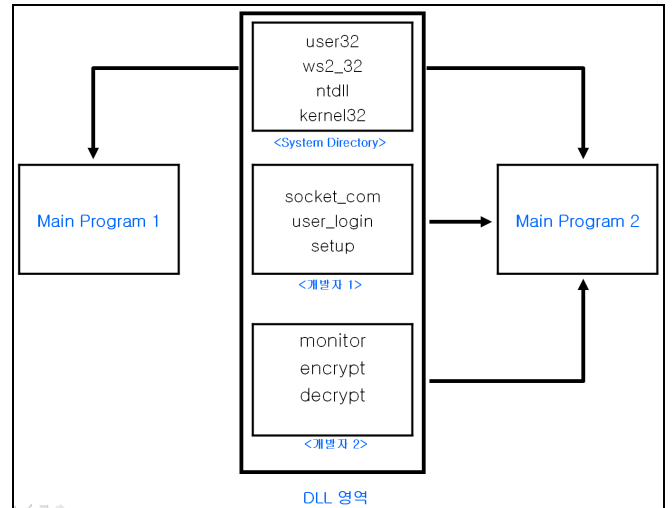 user32
ws2_32
ntdll
kernel32
<System Directory>
Main Program 1
socket_com
user_login
setup
<개발자 1>
Main Program 2
monitor
encrypt
decrypt
<개발자 2>
DLL 영역